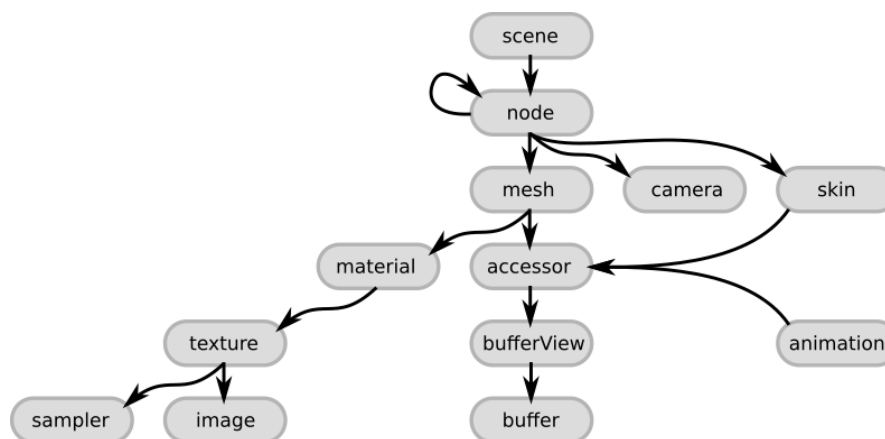 scene
node
mesh
camera
skin
material
accessor
texture
bufferView
animation
sampler
image
buffer